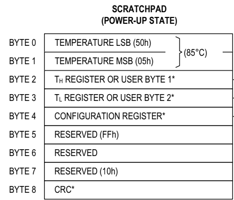 SCRATCHPAD
(POWER-UP STATE)
BYTE 0 TEMPERATURE LSB (50h)
BYTE 1 TEMPERATURE MSB (05h)
(85°C)
BYTE 2 TH REGISTER OR USER BYTE 1*
BYTE 3 TL REGISTER OR USER BYTE 2*
BYTE 4 CONFIGURATION REGISTER*
BYTE 5 RESERVED (FFh)
BYTE 6 RESERVED
BYTE 7 RESERVED (10h)
BYTE 8 CRC*